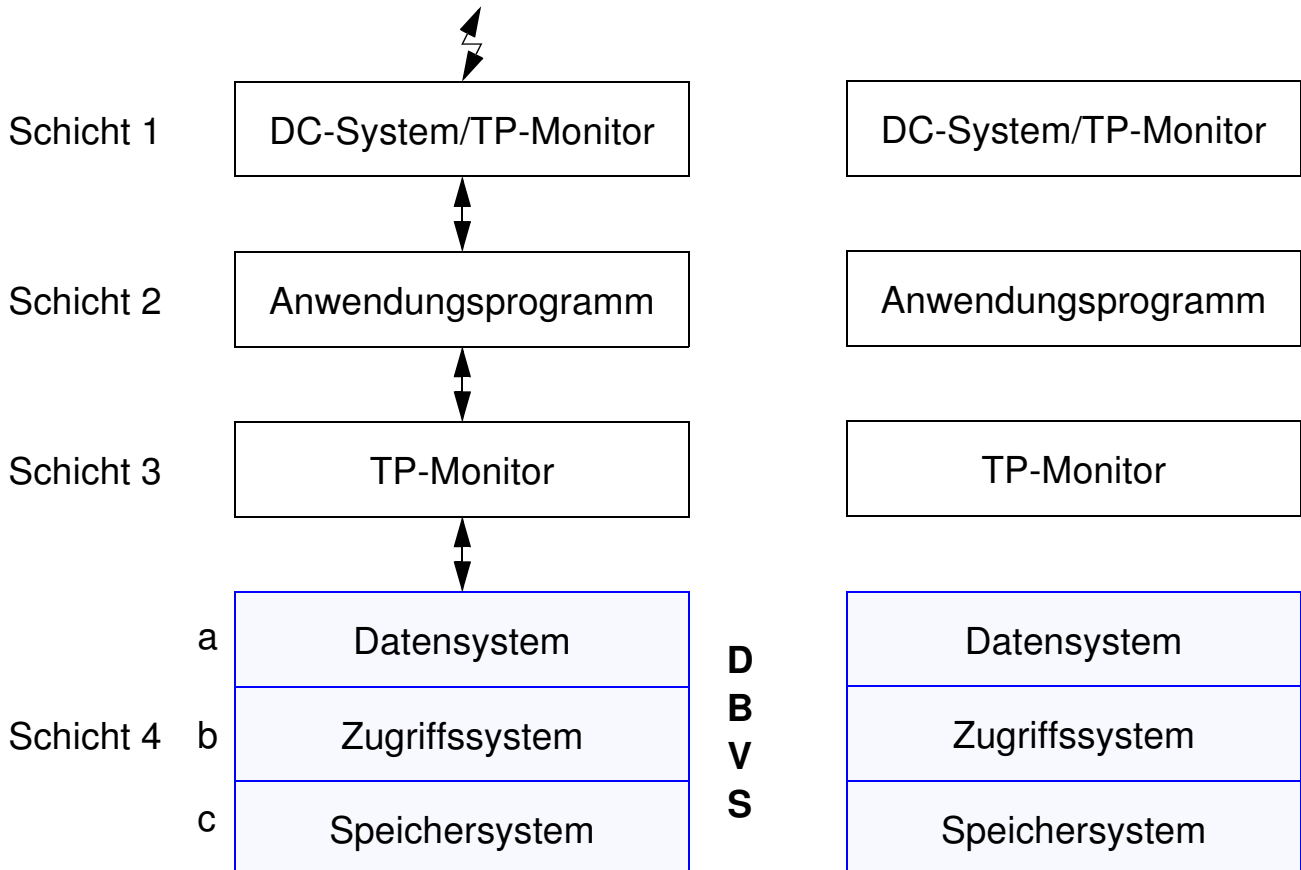 Schicht 1 DC-System/TP-Monitor DC-System/TP-Monitor
Schicht 2 Anwendungsprogramm Anwendungsprogramm
Schicht 3 TP-Monitor TP-Monitor
a Datensystem D Datensystem
B
Schicht 4 b Zugriffssystem V Zugriffssystem
S
c Speichersystem Speichersystem